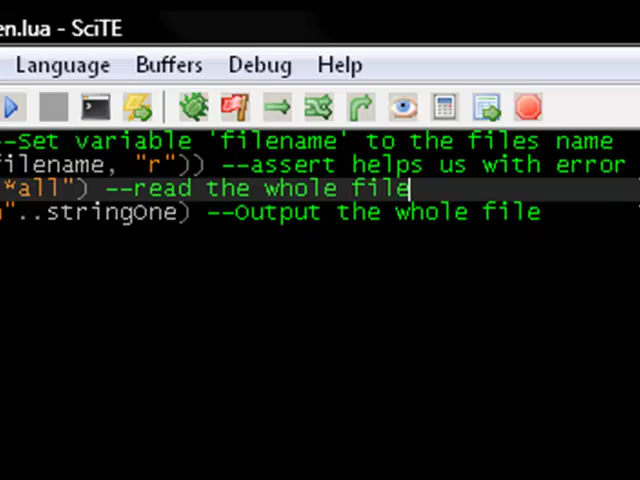 en.lua - SciTE
Language Buffers Debug Help
--Set variable 'filename' to the files name
filename, "r")) --assert helps us with error
*all") --read the whole file
"..stringOne) --Output the whole file